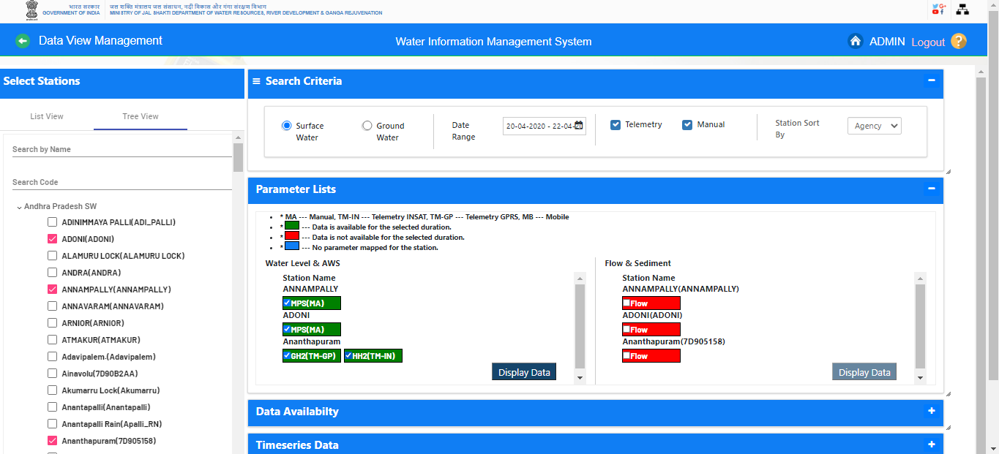 भारत सरकार
GOVERNMENT OF INDIA
जल शक्ति मंत्रालय जल संसाधन, नदी विकास और गंगा संरक्षण विभाग
MINISTRY OF JAL SHAKTI DEPARTMENT OF WATER RESOURCES, RIVER DEVELOPMENT & GANGA REJUVENATION
Data View Management
Water Information Management System
ADMIN
Logout
?
Select Stations
List View
Tree View
Search by Name
Search Code
Andhra Pradesh SW
ADINIMMAYA PALLI(ADI_PALLI)
ADONI(ADONI)
ALAMURU LOCK(ALAMURU LOCK)
ANDRA(ANDRA)
ANNAMPALLY(ANNAMPALLY)
ANNAVARAM(ANNAVARAM)
ARNIOR(ARNIOR)
ATMAKUR(ATMAKUR)
Adavipalem.(Adavipalem)
Ainavolu(7D90B2AA)
Akumarru Lock(Akumarru)
Anantapalli(Anantapalli)
Anantapalli Rain(Apalli_RN)
Ananthapuram(7D905158)
Search Criteria
Surface
Water
Ground
Water
Date
Range
20-04-2020 - 22-04-
Telemetry
Manual
Station Sort
By
Agency
Parameter Lists
* MA --- Manual, TM-IN --- Telemetry INSAT, TM-GP --- Telemetry GPRS, MB --- Mobile
* --- Data is available for the selected duration.
* --- Data is not available for the selected duration.
* --- No parameter mapped for the station.
Water Level & AWS
Station Name
ANNAMPALLY
MPS(MA)
ADONI
MPS(MA)
Ananthapuram
GH2(TM-GP) HH2(TM-IN)
Display Data
Flow & Sediment
Station Name
ANNAMPALLY(ANNAMPALLY)
Flow
ADONI(ADONI)
Flow
Ananthapuram(7D905158)
Flow
Display Data
Data Availabilty
Timeseries Data